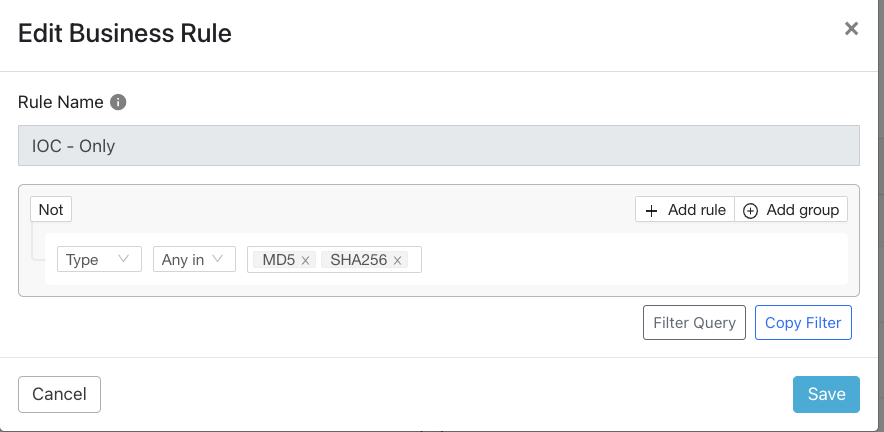 Edit Business Rule ×
Rule Name
IOC - Only
Not + Add rule Add group
Type Any in MD5 × SHA256 ×
Filter Query Copy Filter
Cancel Save